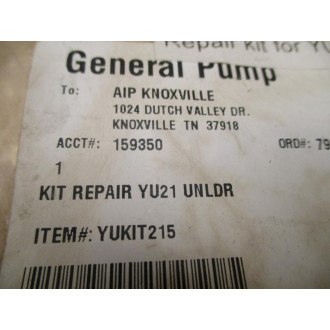 Repair kit for YU
General Pump
To: AIP KNOXVILLE
1024 DUTCH VALLEY DR.
KNOXVILLE TN 37918
ACCT#: 159350 ORD#: 79
1
KIT REPAIR YU21 UNLDR
ITEM#: YUKIT215